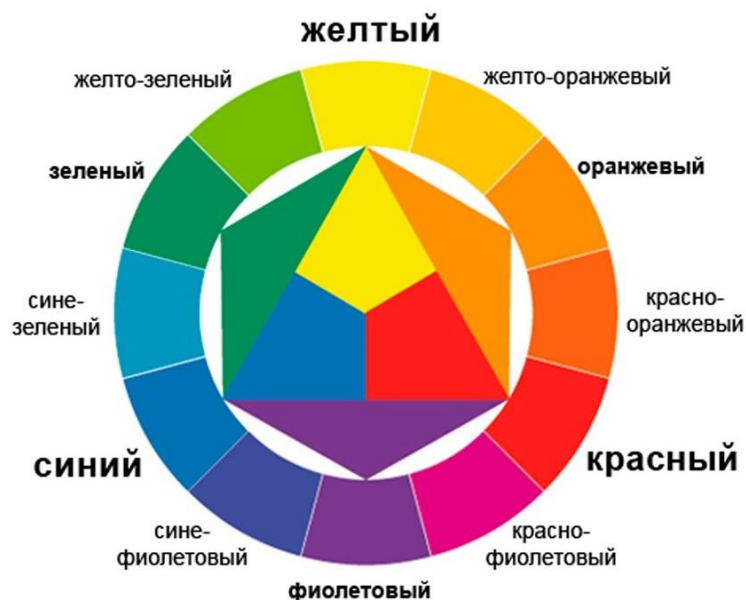 желтый
желто-зеленый
желто-оранжевый
зеленый
оранжевый
сине-
зеленый
красно-
оранжевый
синий
красный
сине-
фиолетовый
красно-
фиолетовый
фиолетовый